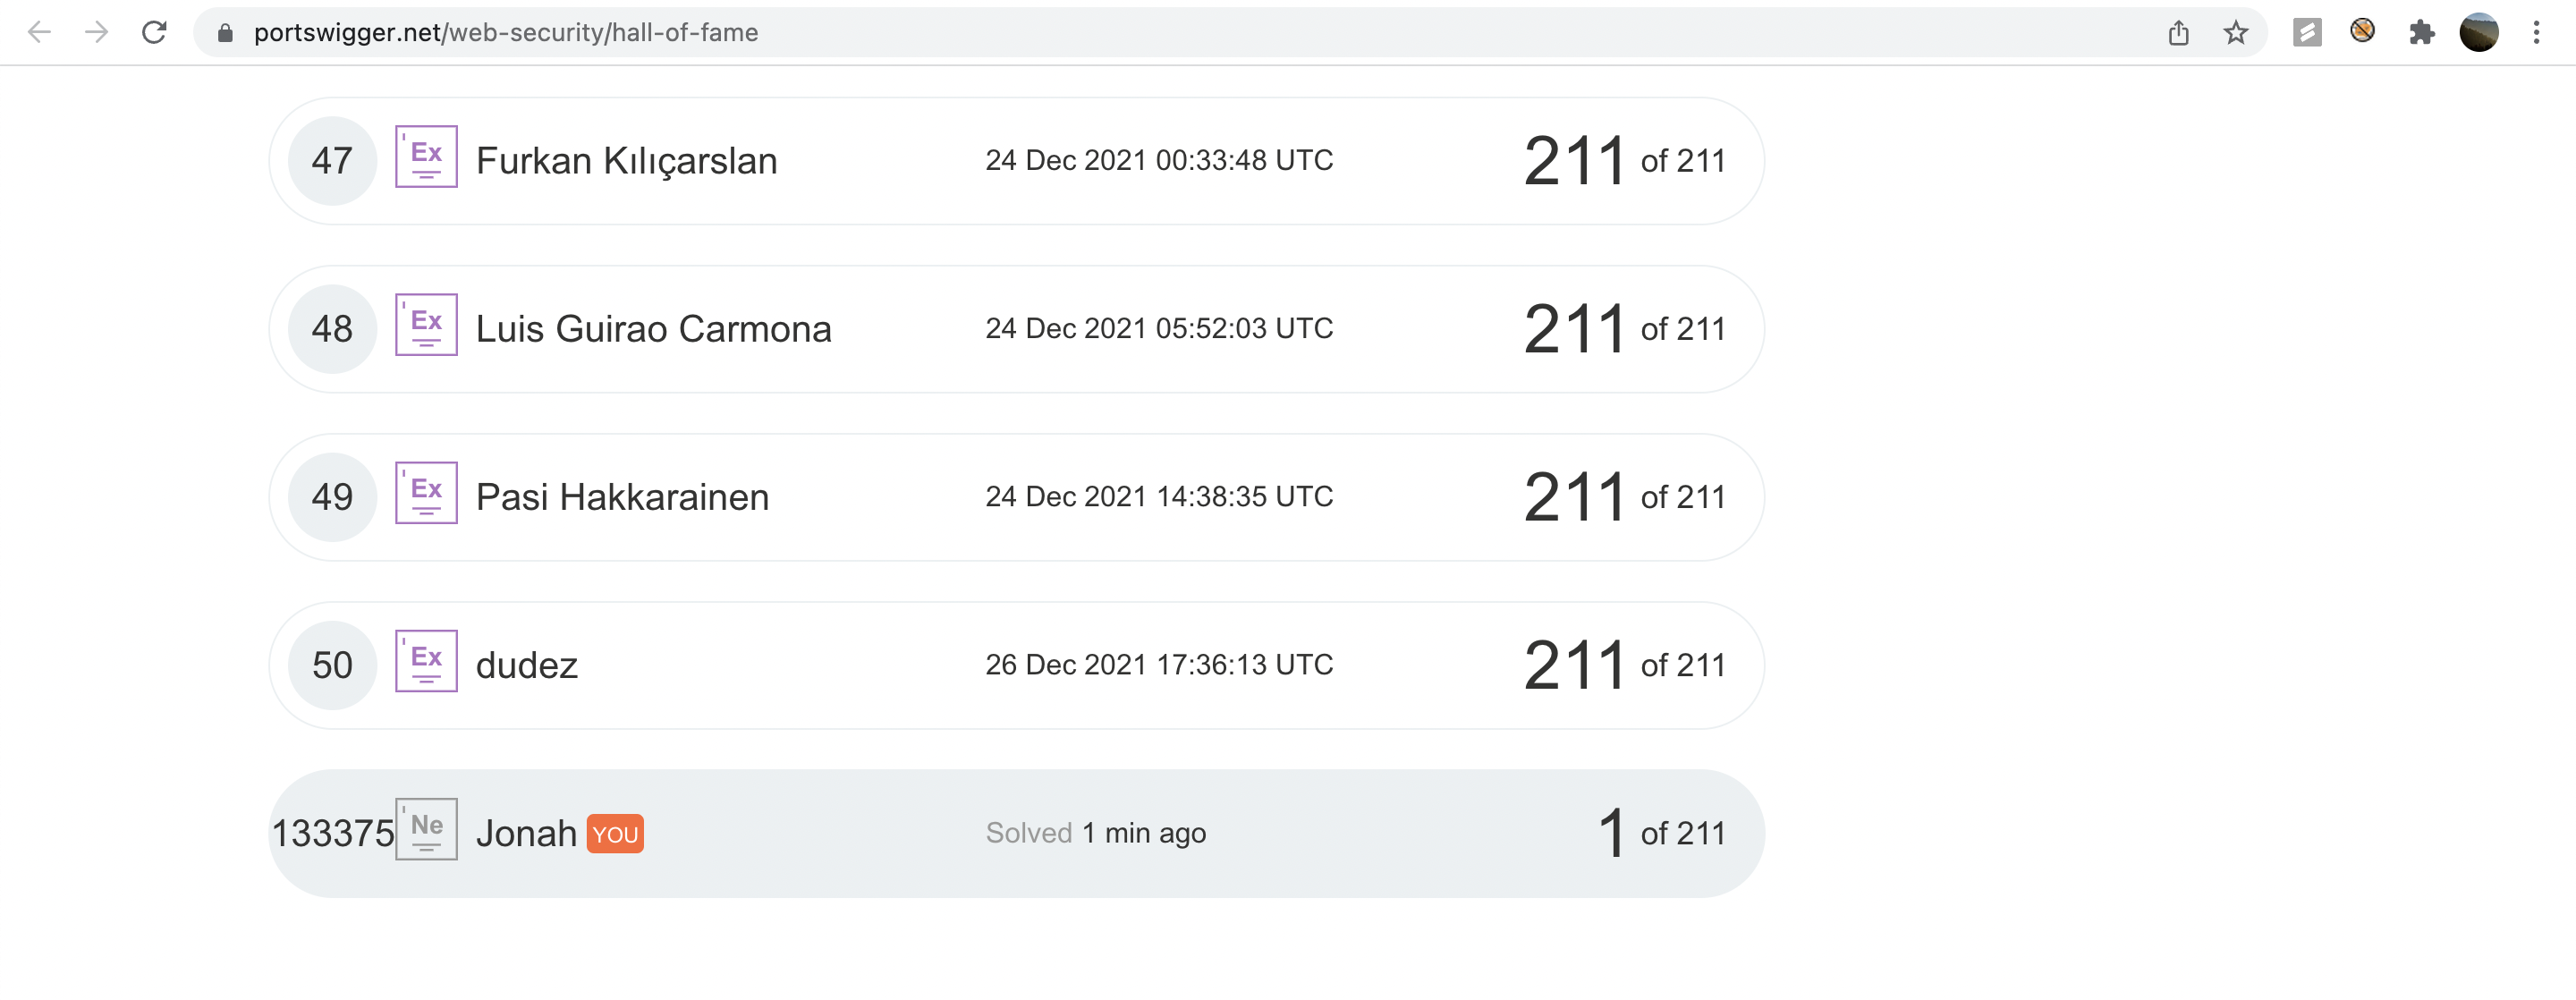 portswigger.net/web-security/hall-of-fame
47 Ex Furkan Kılıçarslan 24 Dec 2021 00:33:48 UTC 211 of 211
48 Ex Luis Guirao Carmona 24 Dec 2021 05:52:03 UTC 211 of 211
49 Ex Pasi Hakkarainen 24 Dec 2021 14:38:35 UTC 211 of 211
50 Ex dudez 26 Dec 2021 17:36:13 UTC 211 of 211
133375 Ne Jonah YOU Solved 1 min ago 1 of 211